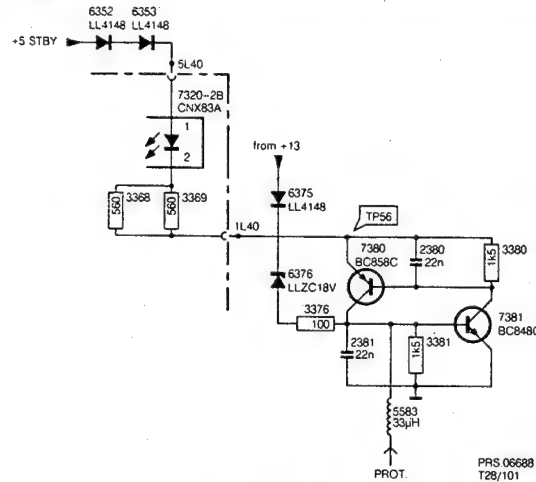 6352 6353
LL4148 LL4148
+5 STBY
5L40
7320-2B
CNX83A
1
2
from +13
560
3368
560
3369
6375
LL4148
TP56
1L40
7380
BC858C
2380
22n
1k5
3380
6376
LLZC18V
3376
100
7381
BC848C
2381
22n
1k5
3381
5583
33µH
PROT.
PRS.06688
T28/101